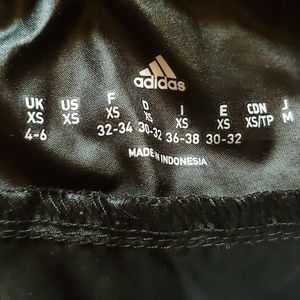 adidas
UK US F D I E CDN J
XS XS XS XS XS XS XS/TP M
4-6 32-34 30-32 36-38 30-32
MADE IN INDONESIA